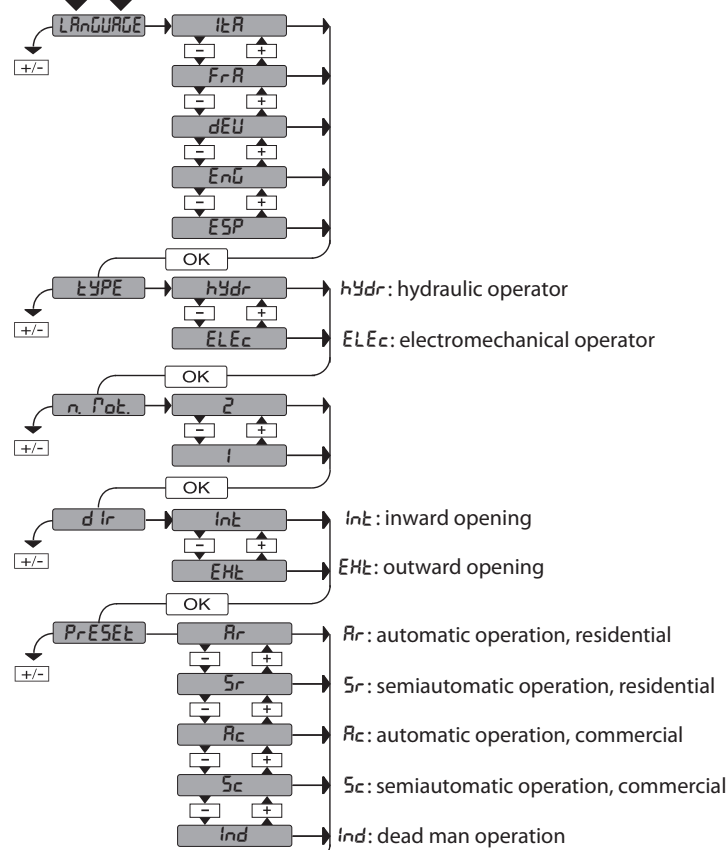 LAnGUAGE ItA
- +
+/- FrA
- +
dEU
- +
EnG
- +
ESP
OK
tYPE hYdr hYdr: hydraulic operator
+/- - +
ELEc ELEc: electromechanical operator
OK
n. Mot. 2
+/- - +
1
OK
dIr Int Int: inward opening
+/- - +
EHt EHt: outward opening
OK
PrESEt Ar Ar: automatic operation, residential
+/- - +
Sr Sr: semiautomatic operation, residential
- +
Ac Ac: automatic operation, commercial
- +
Sc Sc: semiautomatic operation, commercial
- +
Ind Ind: dead man operation